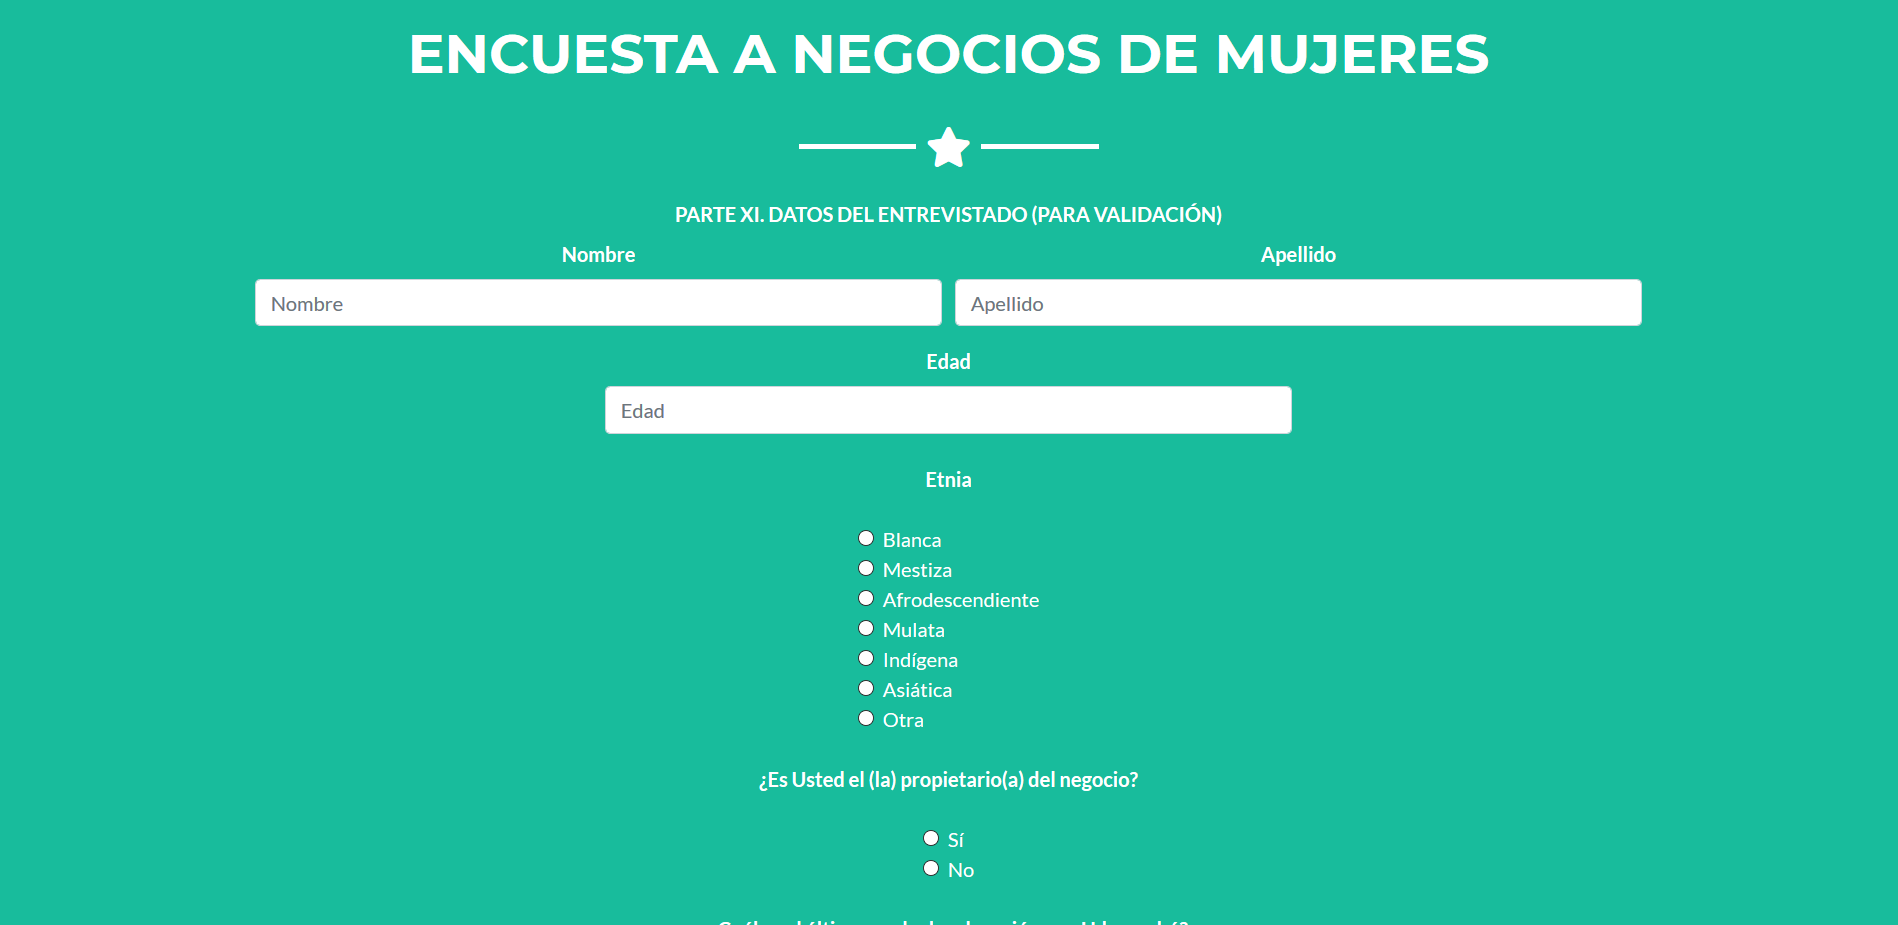 ENCUESTA A NEGOCIOS DE MUJERES
PARTE XI. DATOS DEL ENTREVISTADO (PARA VALIDACIÓN)
Nombre
Apellido
Nombre
Apellido
Edad
Edad
Etnia
Blanca
Mestiza
Afrodescendiente
Mulata
Indígena
Asiática
Otra
¿Es Usted el (la) propietario(a) del negocio?
Sí
No